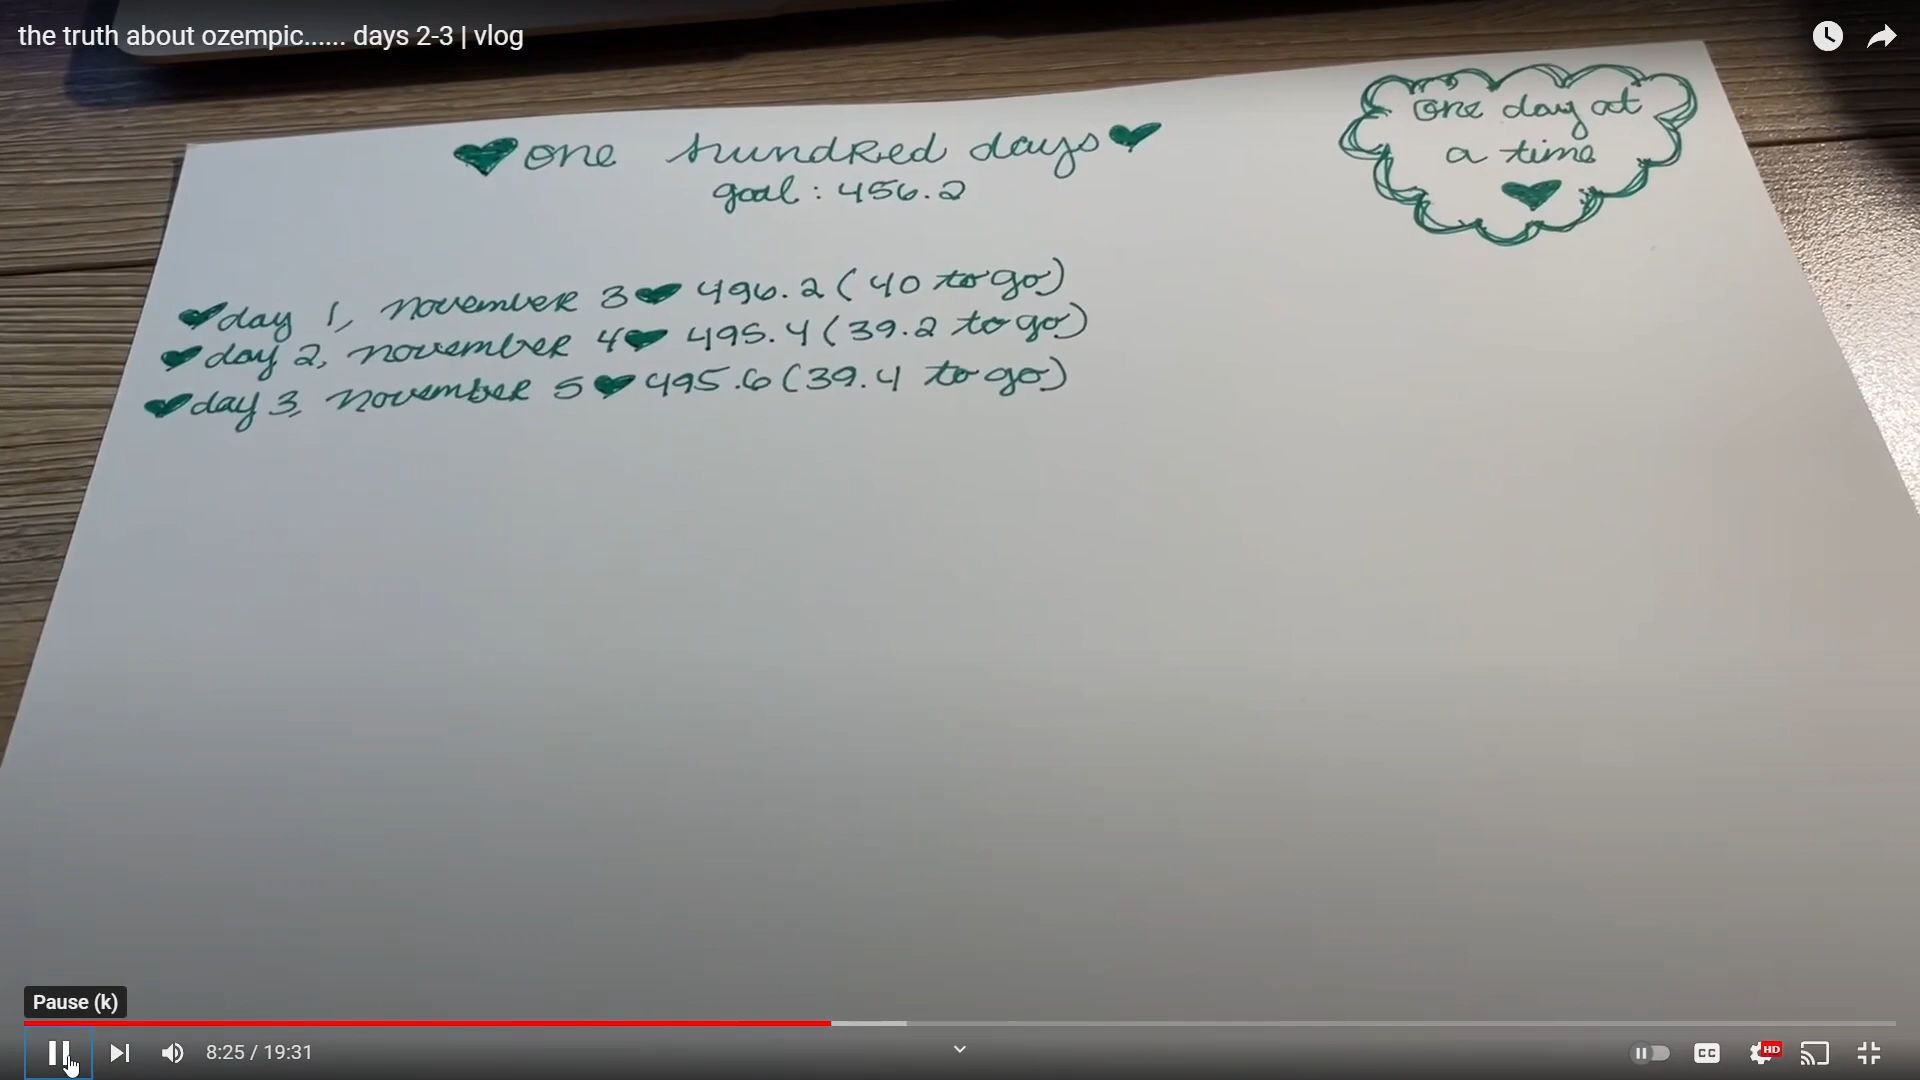 the truth about ozempic...... days 2-3 | vlog
one day at
a time
one hundred days
goal: 456.2
day 1, november 3 496.2 (40 to go)
day 2, november 4 495.4 (39.2 to go)
day 3, november 5 495.6 (39.4 to go)
Pause (k)
8:25 / 19:31
CC
HD